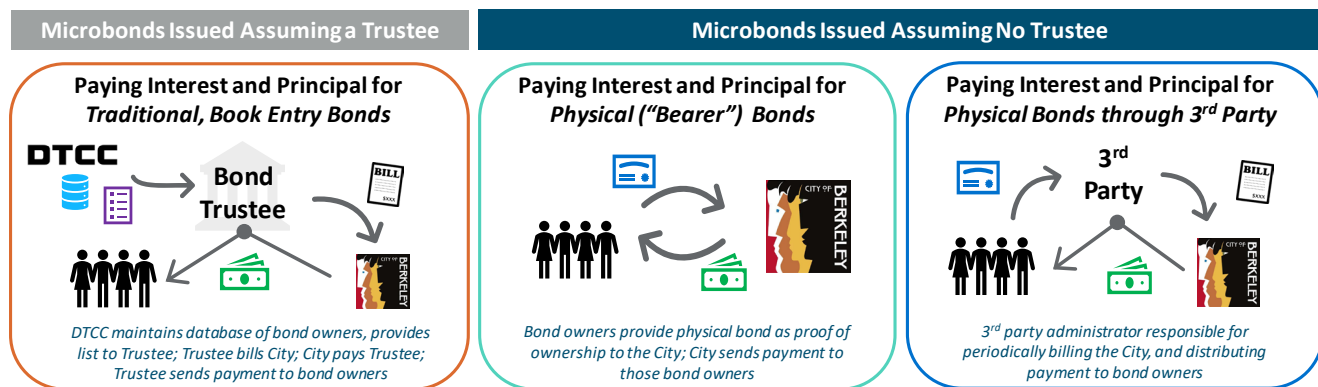 Microbonds Issued Assuming a Trustee
Microbonds Issued Assuming No Trustee
Paying Interest and Principal for
Traditional, Book Entry Bonds
DTCC
Bond
Trustee
BILL
$XXX
CITY OF
BERKELEY
DTCC maintains database of bond owners, provides
list to Trustee; Trustee bills City; City pays Trustee;
Trustee sends payment to bond owners
Paying Interest and Principal for
Physical (“Bearer”) Bonds
CITY OF
BERKELEY
Bond owners provide physical bond as proof of
ownership to the City; City sends payment to
those bond owners
Paying Interest and Principal for
Physical Bonds through 3rd Party
3rd
Party
BILL
$XXX
CITY OF
BERKELEY
3rd party administrator responsible for
periodically billing the City, and distributing
payment to bond owners